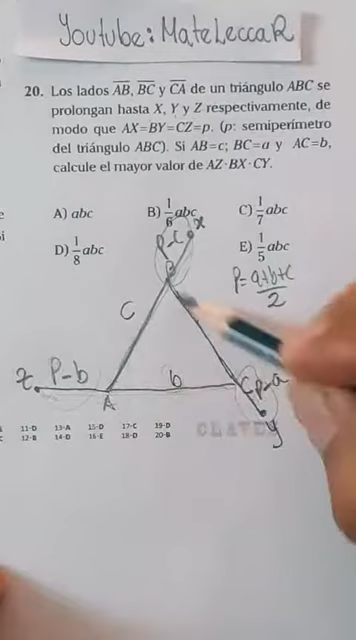 Youtube: MateLeccaR
20. Los lados AB, BC y CA de un triángulo ABC se
prolongan hasta X, Y y Z respectivamente, de
modo que AX=BY=CZ=p. (p: semiperímetro
del triángulo ABC). Si AB=c; BC=a y AC=b,
calcule el mayor valor de AZ·BX·CY.
A) abc B) 1/6 abc C) 1/7 abc
D) 1/8 abc E) 1/5 abc
x
P-c
B
P= a+b+c/2
C
Z P-b b C P-a
A
Y
11-D 13-A 15-D 17-C 19-D
12-B 14-D 16-E 18-D 20-B
CLAVES